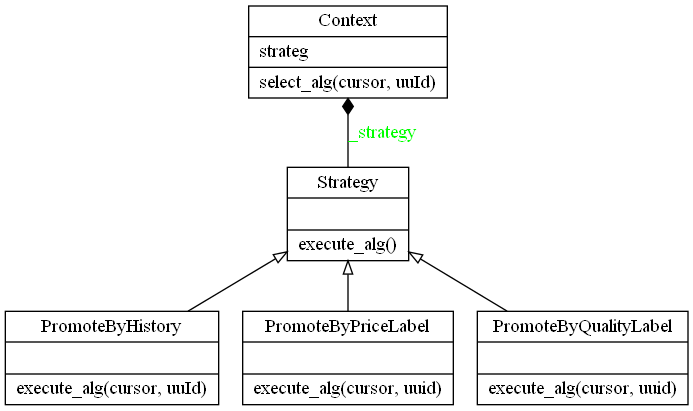 Context
strateg
select_alg(cursor, uuId)
_strategy
Strategy
execute_alg()
PromoteByHistory
execute_alg(cursor, uuId)
PromoteByPriceLabel
execute_alg(cursor, uuid)
PromoteByQualityLabel
execute_alg(cursor, uuid)